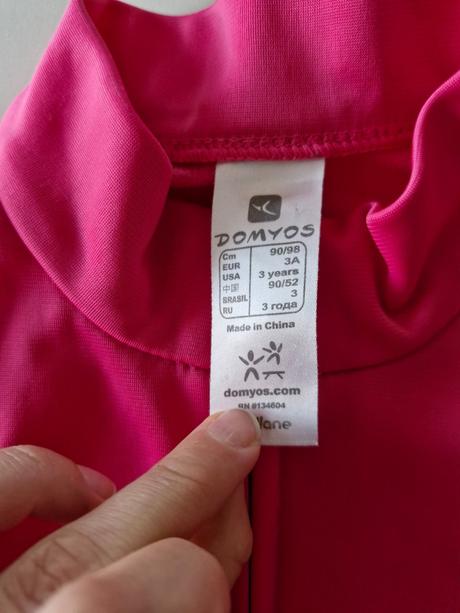 DOMYOS
Cm 90/98
EUR 3A
USA 3 years
中国 90/52
BRASIL 3
RU 3 года
Made in China
domyos.com
RN #134604